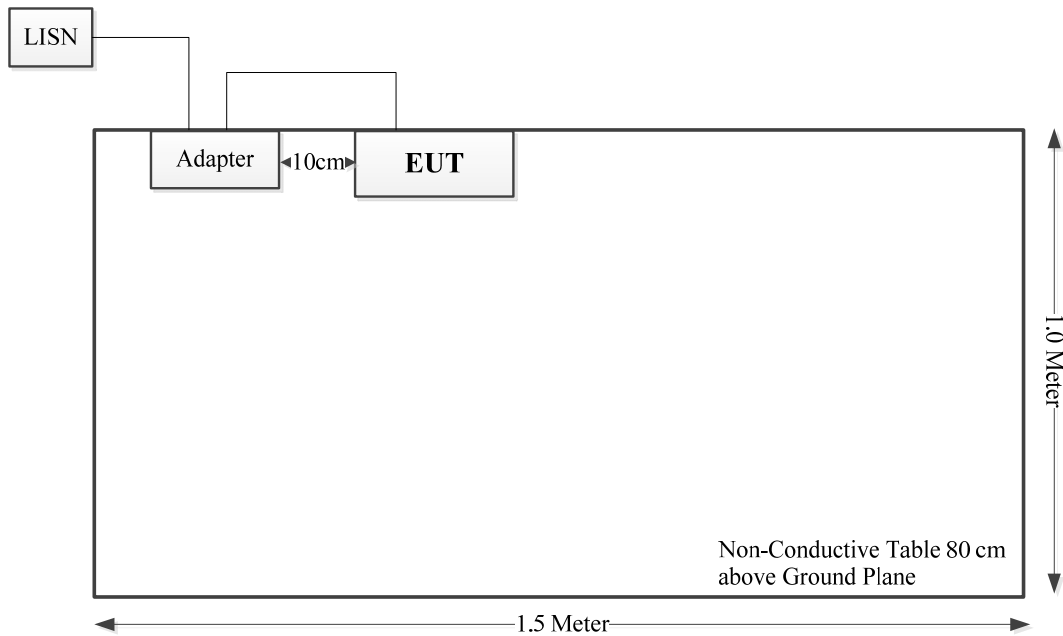 LISN
Adapter
10cm
EUT
1.0 Meter
Non-Conductive Table 80 cm
above Ground Plane
1.5 Meter